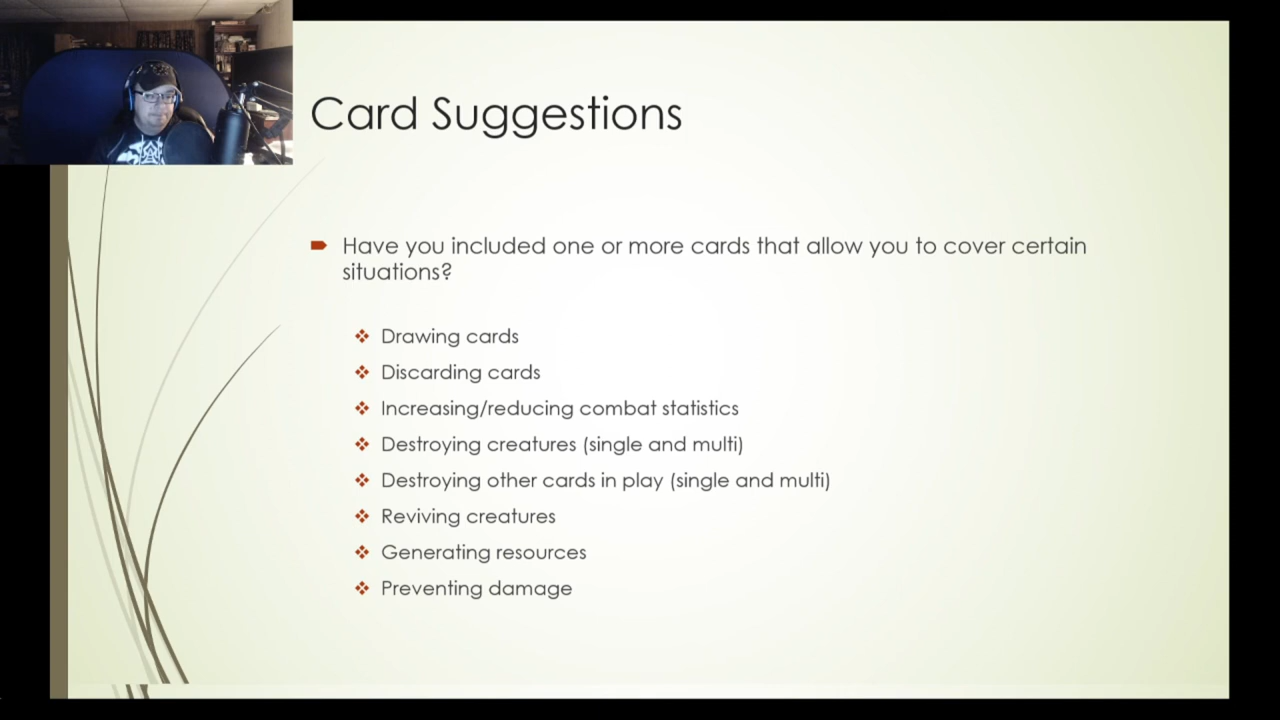 Card Suggestions
Have you included one or more cards that allow you to cover certain
situations?
Drawing cards
Discarding cards
Increasing/reducing combat statistics
Destroying creatures (single and multi)
Destroying other cards in play (single and multi)
Reviving creatures
Generating resources
Preventing damage